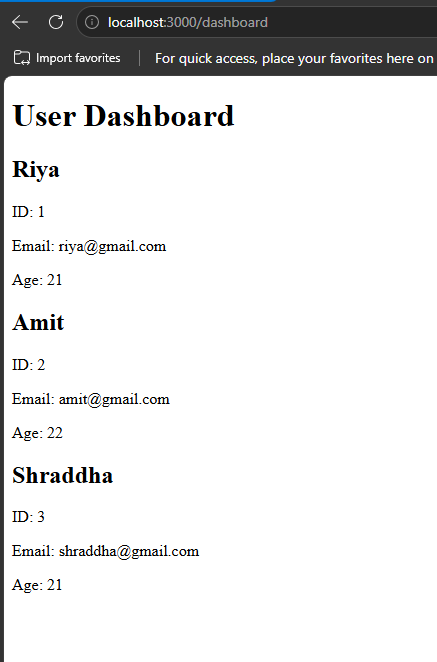 localhost:3000/dashboard
Import favorites
For quick access, place your favorites here on
User Dashboard
Riya
ID: 1
Email: riya@gmail.com
Age: 21
Amit
ID: 2
Email: amit@gmail.com
Age: 22
Shraddha
ID: 3
Email: shraddha@gmail.com
Age: 21